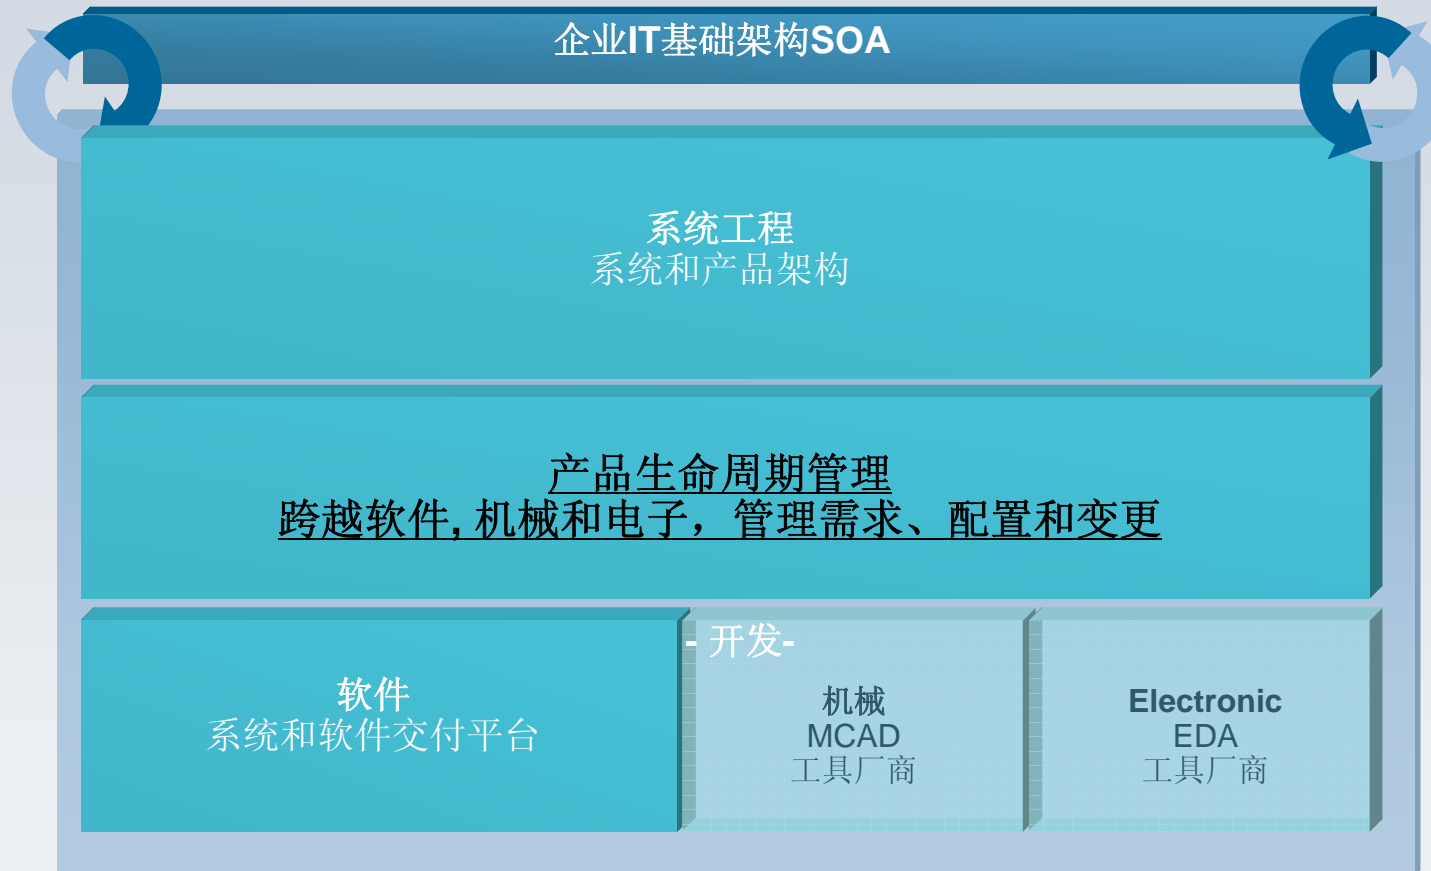 企业IT基础架构SOA
系统工程
系统和产品架构
产品生命周期管理
跨越软件, 机械和电子，管理需求、配置和变更
- 开发-
软件
系统和软件交付平台
机械
MCAD
工具厂商
Electronic
EDA
工具厂商